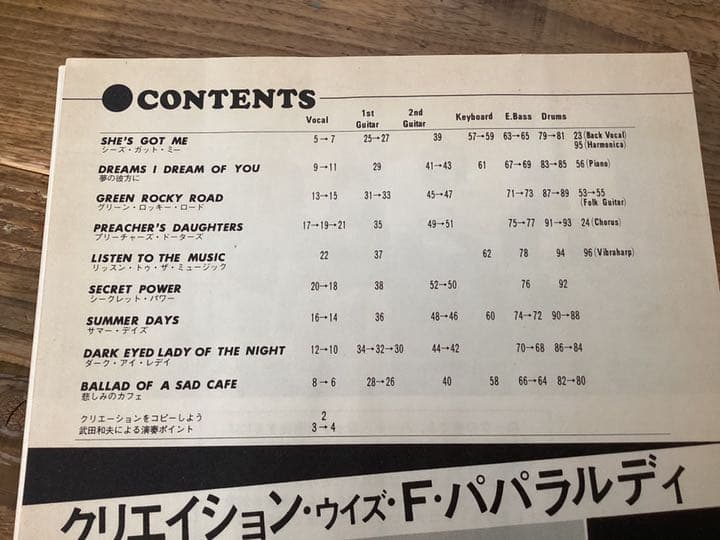 ●CONTENTS
Vocal 1st Guitar 2nd Guitar Keyboard E.Bass Drums
SHE'S GOT ME 5→7 25→27 39 57→59 63→65 79→81 23(Back Vocal)
シーズ・ガット・ミー 95(Harmonica)
DREAMS I DREAM OF YOU 9→11 29 41→43 61 67→69 83→85 56(Piano)
夢の彼方に
GREEN ROCKY ROAD 13→15 31→33 45→47 71→73 87→89 53→55
グリーン・ロッキー・ロード (Folk Guitar)
PREACHER'S DAUGHTERS 17→19→21 35 49→51 75→77 91→93 24(Chorus)
プリーチャーズ・ドーターズ
LISTEN TO THE MUSIC 22 37 62 78 94 96(Vibraharp)
リッスン・トゥ・ザ・ミュージック
SECRET POWER 20→18 38 52→50 76 92
シークレット・パワー
SUMMER DAYS 16→14 36 48→46 60 74→72 90→88
サマー・デイズ
DARK EYED LADY OF THE NIGHT 12→10 34→32→30 44→42 70→68 86→84
ダーク・アイ・レディ
BALLAD OF A SAD CAFE 8→6 28→26 40 58 66→64 82→80
悲しみのカフェ
クリエーションをコピーしよう 2
武田和夫による演奏ポイント 3→4
クリエイション・ウイズ・F・パパラルディ